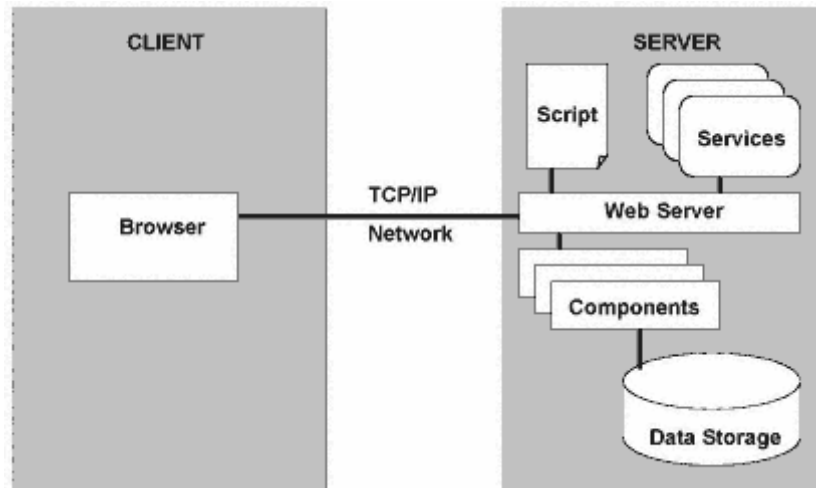 CLIENT
SERVER
Script
Services
TCP/IP
Web Server
Browser
Network
Components
Data Storage